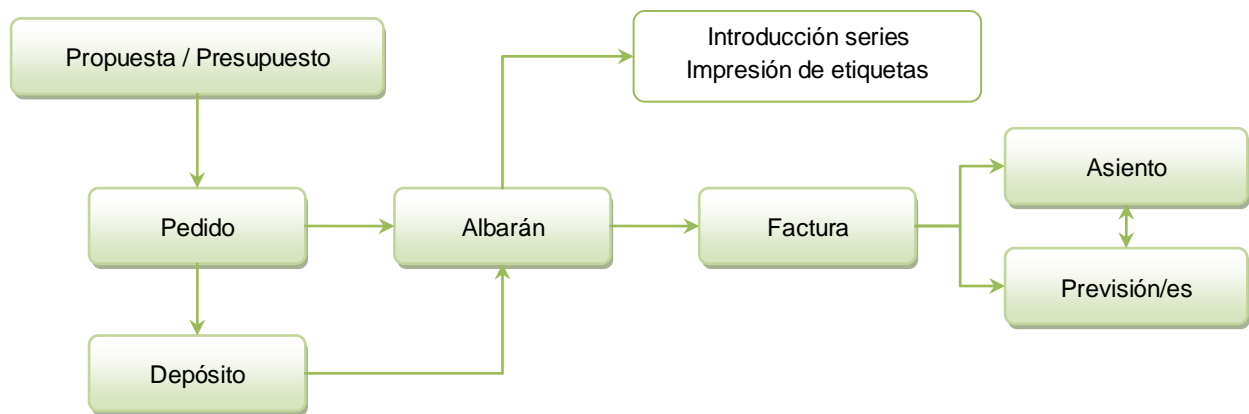 Propuesta / Presupuesto
Introducción series
Impresión de etiquetas
Pedido
Albarán
Factura
Asiento
Previsión/es
Depósito